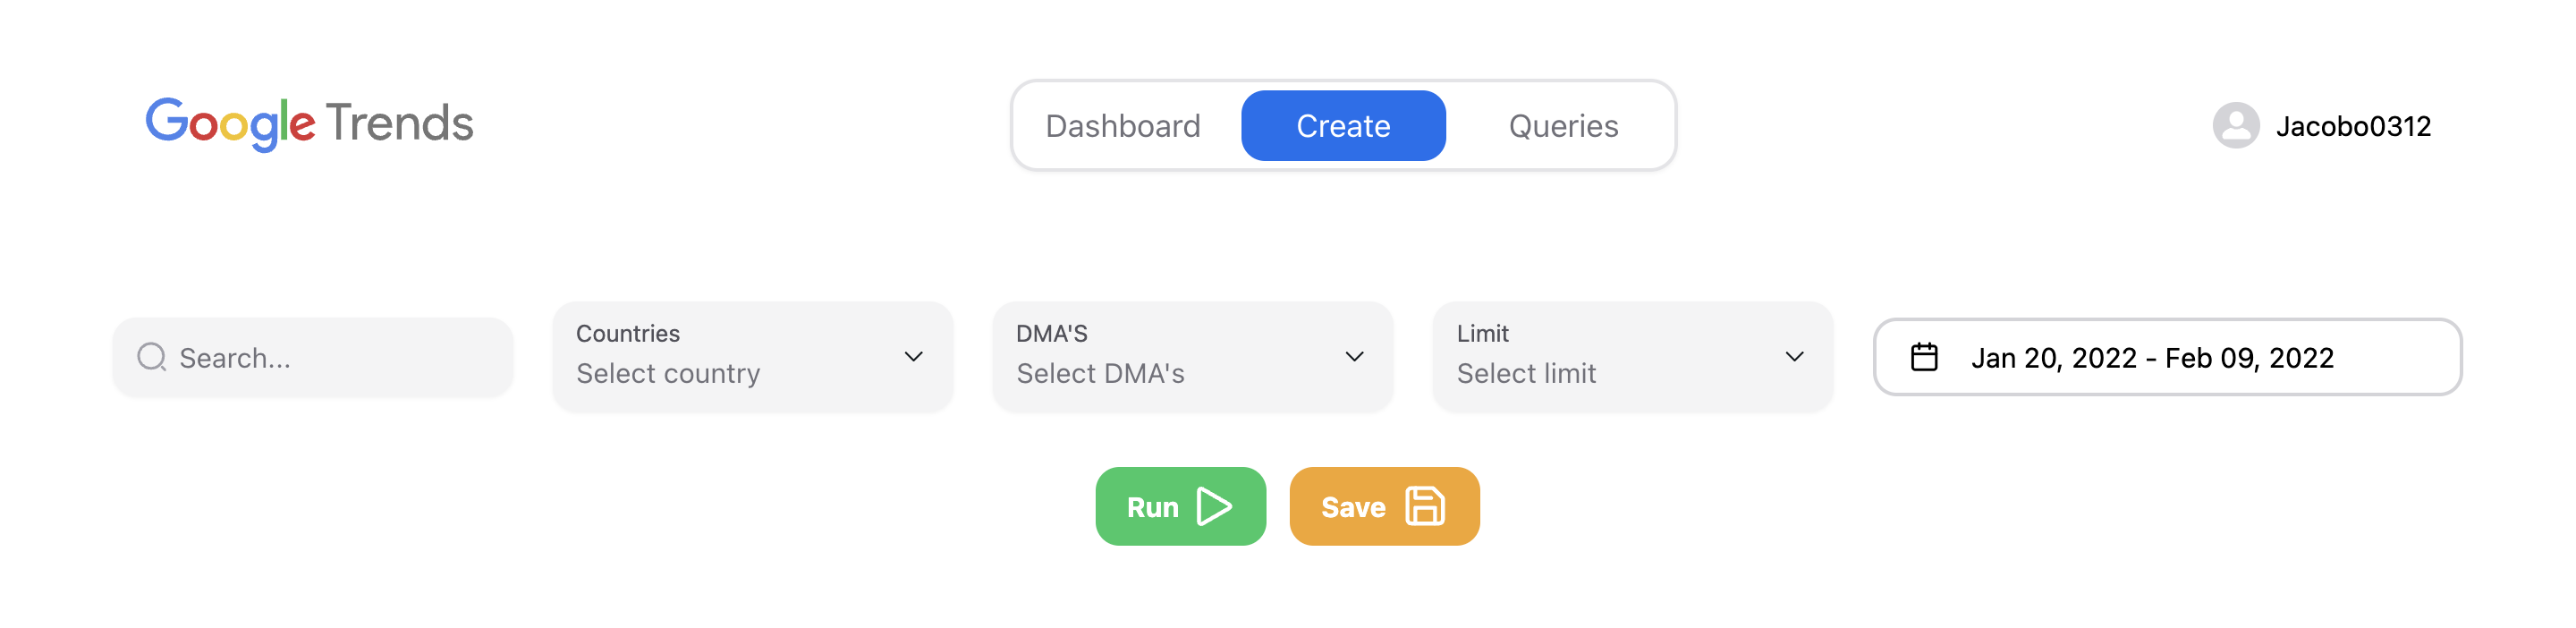 Google Trends
Dashboard
Create
Queries
Jacobo0312
Search...
Countries
Select country
DMA'S
Select DMA's
Limit
Select limit
Jan 20, 2022 - Feb 09, 2022
Run
Save